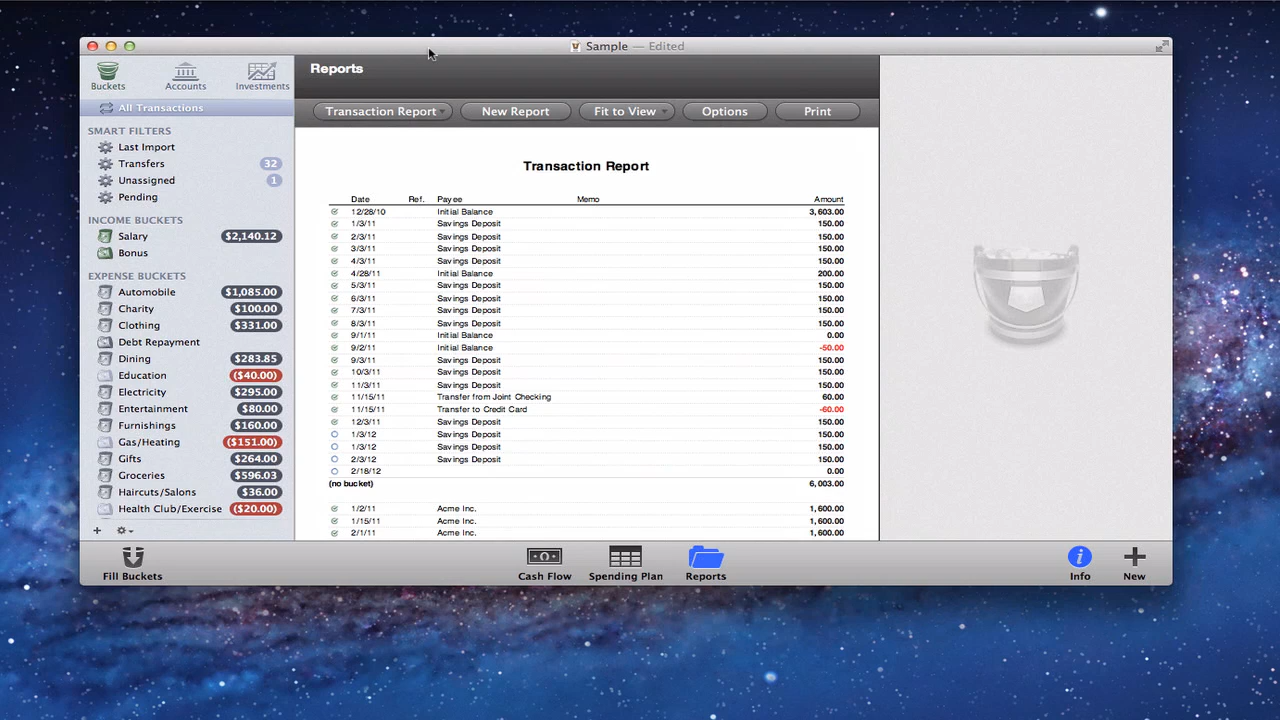 Sample — Edited
Buckets Accounts Investments
All Transactions
SMART FILTERS
Last Import
Transfers 32
Unassigned 1
Pending
INCOME BUCKETS
Salary $2,140.12
Bonus
EXPENSE BUCKETS
Automobile $1,085.00
Charity $100.00
Clothing $331.00
Debt Repayment
Dining $283.85
Education ($40.00)
Electricity $295.00
Entertainment $80.00
Furnishings $160.00
Gas/Heating ($151.00)
Gifts $264.00
Groceries $596.03
Haircuts/Salons $36.00
Health Club/Exercise ($20.00)
Reports
Transaction Report New Report Fit to View Options Print
Transaction Report
Date Ref. Payee Memo Amount
12/28/10 Initial Balance 3,603.00
1/3/11 Savings Deposit 150.00
2/3/11 Savings Deposit 150.00
3/3/11 Savings Deposit 150.00
4/3/11 Savings Deposit 150.00
4/28/11 Initial Balance 200.00
5/3/11 Savings Deposit 150.00
6/3/11 Savings Deposit 150.00
7/3/11 Savings Deposit 150.00
8/3/11 Savings Deposit 150.00
9/1/11 Initial Balance 0.00
9/2/11 Initial Balance -50.00
9/3/11 Savings Deposit 150.00
10/3/11 Savings Deposit 150.00
11/3/11 Savings Deposit 150.00
11/15/11 Transfer from Joint Checking 60.00
11/15/11 Transfer to Credit Card -60.00
12/3/11 Savings Deposit 150.00
1/3/12 Savings Deposit 150.00
1/3/12 Savings Deposit 150.00
2/3/12 Savings Deposit 150.00
2/18/12 0.00
(no bucket) 6,003.00
1/2/11 Acme Inc. 1,600.00
1/15/11 Acme Inc. 1,600.00
2/1/11 Acme Inc. 1,600.00
Fill Buckets Cash Flow Spending Plan Reports Info New